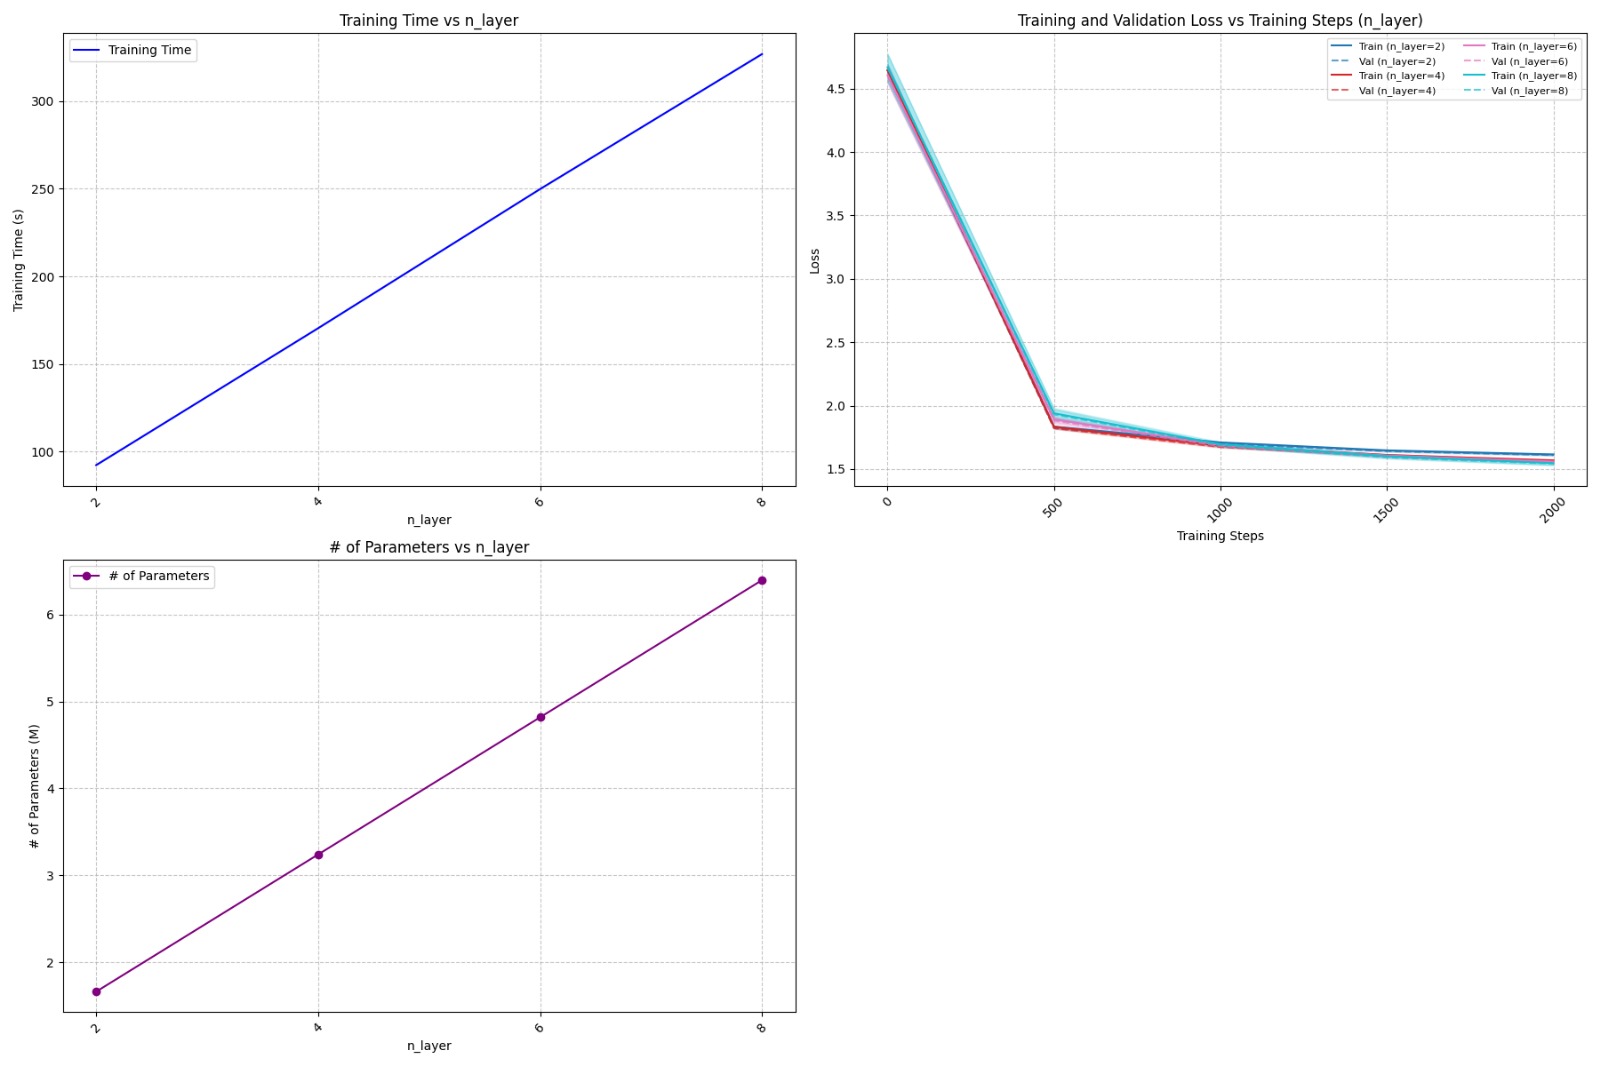 Training Time vs n_layer
Training Time
Training Time (s)
300
250
200
150
100
2
4
6
8
n_layer
Training and Validation Loss vs Training Steps (n_layer)
Train (n_layer=2)
Val (n_layer=2)
Train (n_layer=4)
Val (n_layer=4)
Train (n_layer=6)
Val (n_layer=6)
Train (n_layer=8)
Val (n_layer=8)
Loss
4.5
4.0
3.5
3.0
2.5
2.0
1.5
0
500
1000
1500
2000
Training Steps
# of Parameters vs n_layer
# of Parameters
# of Parameters (M)
6
5
4
3
2
2
4
6
8
n_layer